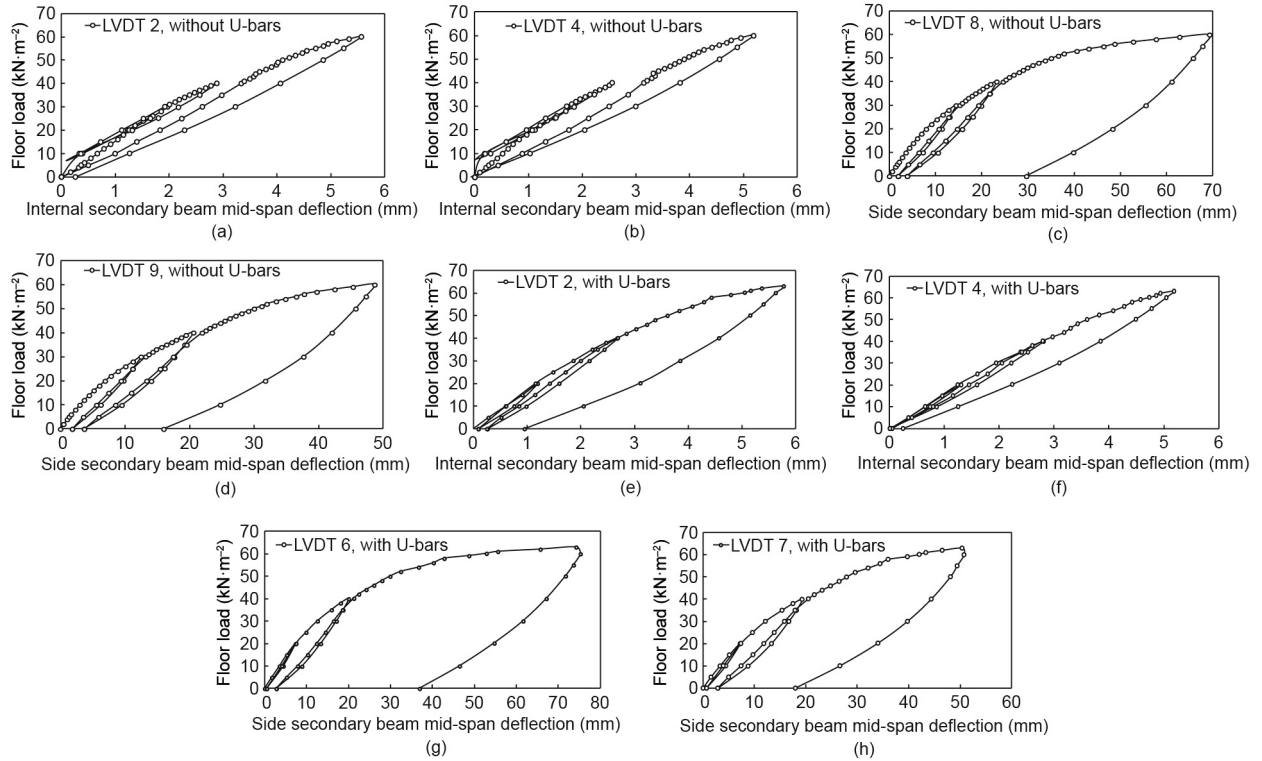 Floor load (kN·m⁻²)
70
60
50
40
30
20
10
0
LVDT 2, without U-bars
0 1 2 3 4 5 6
Internal secondary beam mid-span deflection (mm)
(a)
Floor load (kN·m⁻²)
70
60
50
40
30
20
10
0
LVDT 4, without U-bars
0 1 2 3 4 5 6
Internal secondary beam mid-span deflection (mm)
(b)
Floor load (kN·m⁻²)
70
60
50
40
30
20
10
0
LVDT 8, without U-bars
0 10 20 30 40 50 60 70
Side secondary beam mid-span deflection (mm)
(c)
Floor load (kN·m⁻²)
70
60
50
40
30
20
10
0
LVDT 9, without U-bars
0 10 20 30 40 50
Side secondary beam mid-span deflection (mm)
(d)
Floor load (kN·m⁻²)
70
60
50
40
30
20
10
0
LVDT 2, with U-bars
0 1 2 3 4 5 6
Internal secondary beam mid-span deflection (mm)
(e)
Floor load (kN·m⁻²)
70
60
50
40
30
20
10
0
LVDT 4, with U-bars
0 1 2 3 4 5 6
Internal secondary beam mid-span deflection (mm)
(f)
Floor load (kN·m⁻²)
70
60
50
40
30
20
10
0
LVDT 6, with U-bars
0 10 20 30 40 50 60 70 80
Side secondary beam mid-span deflection (mm)
(g)
Floor load (kN·m⁻²)
70
60
50
40
30
20
10
0
LVDT 7, with U-bars
0 10 20 30 40 50 60
Side secondary beam mid-span deflection (mm)
(h)